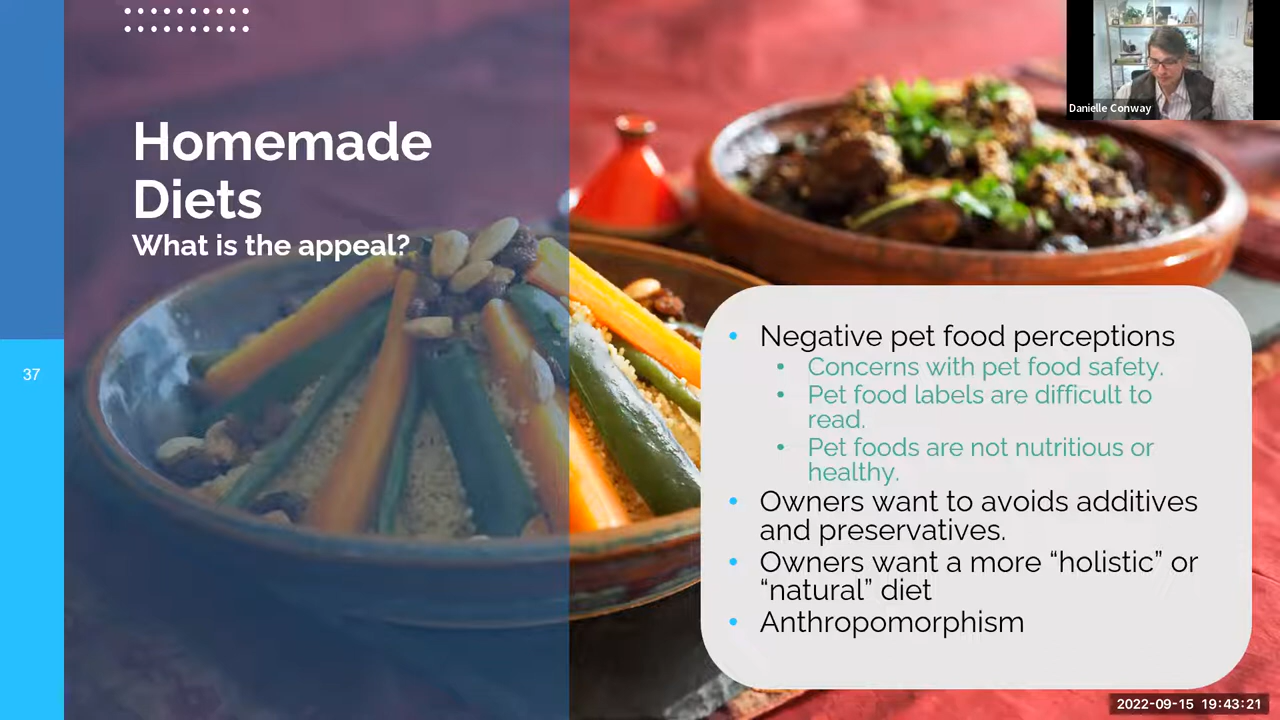 Homemade
Diets
What is the appeal?
37
Danielle Conway
• Negative pet food perceptions
• Concerns with pet food safety.
• Pet food labels are difficult to
read.
• Pet foods are not nutritious or
healthy.
• Owners want to avoids additives
and preservatives.
• Owners want a more “holistic” or
“natural” diet
• Anthropomorphism
2022-09-15 19:43:21